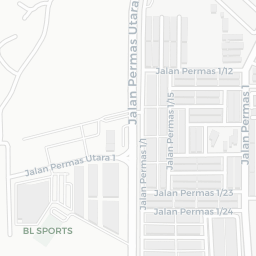 Jalan Permas Utara
Jalan Permas 1/12
Jalan Permas 1/15
Jalan Permas 1
Jalan Permas 1/1
Jalan Permas Utara 1
Jalan Permas 1/23
Jalan Permas 1/24
BL SPORTS